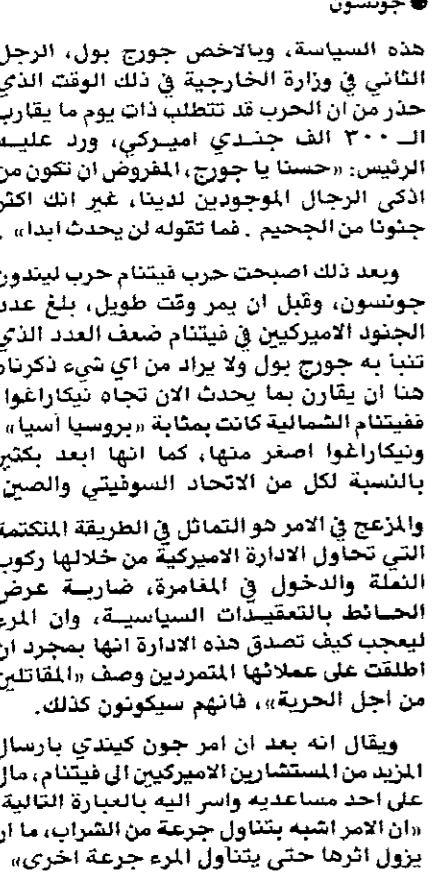 ● جونسون
هذه السياسة، وبالاخص جورج بول، الرجل
الثاني في وزارة الخارجية في ذلك الوقت الذي
حذر من ان الحرب قد تتطلب ذات يوم ما يقارب
الـ ٣٠٠ الف جندي اميركي، ورد عليه
الرئيس: «حسنا يا جورج، المفروض ان تكون من
اذكى الرجال الموجودين لدينا، غير انك اكثر
جنونا من الجحيم . فما تقوله لن يحدث ابدا» .
وبعد ذلك اصبحت حرب فيتنام حرب ليندون
جونسون، وقبل ان يمر وقت طويل، بلغ عدد
الجنود الاميركيين في فيتنام ضعف العدد الذي
تنبأ به جورج بول ولا يراد من اي شيء ذكرناه
هنا ان يقارن بما يحدث الان تجاه نيكاراغوا
ففيتنام الشمالية كانت بمثابة «بروسيا آسيا»
ونيكاراغوا اصغر منها، كما انها ابعد بكثير
بالنسبة لكل من الاتحاد السوفيتي والصين
والمزعج في الامر هو التماثل في الطريقة المتكتمة
التي تحاول الادارة الاميركية من خلالها ركوب
النملة والدخول في المغامرة، ضاربة عرض
الحائط بالتعقيدات السياسية، وان المرء
ليعجب كيف تصدق هذه الادارة انها بمجرد ان
اطلقت على عملائها المتمردين وصف «المقاتلين
من اجل الحرية»، فانهم سيكونون كذلك.
ويقال انه بعد ان امر جون كيندي بارسال
المزيد من المستشارين الاميركيين الى فيتنام، مال
على احد مساعديه واسر اليه بالعبارة التالية
«ان الامر اشبه بتناول جرعة من الشراب، ما ان
يزول اثرها حتى يتناول المرء جرعة اخرى»